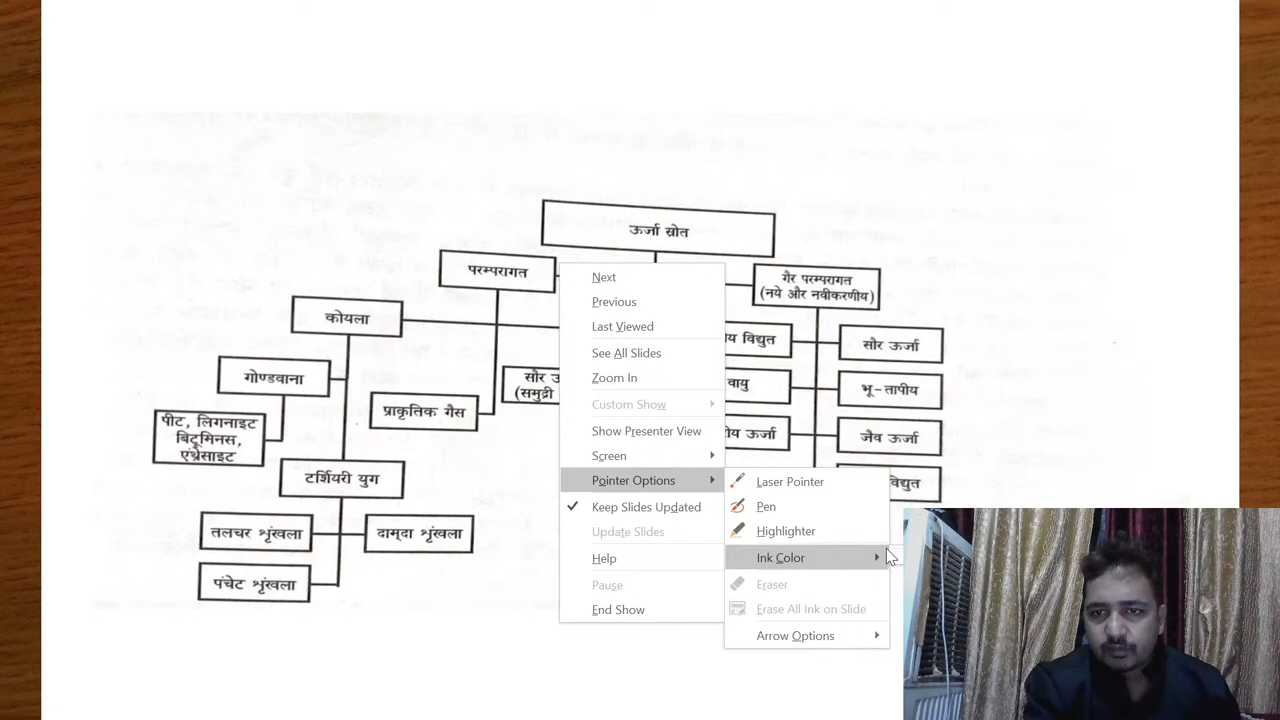 ऊर्जा स्रोत
परम्परागत
गैर परम्परागत
(नये और नवीकरणीय)
कोयला
विद्युत
सौर ऊर्जा
गोण्डवाना
सौर
(समुद्री
वायु
भू-तापीय
प्राकृतिक गैस
पीट, लिगनाइट
बिटूमिनस,
एंथ्रेसाइट
ऊर्जा
जैव ऊर्जा
टर्शियरी युग
विद्युत
तलचर शृंखला
दामूदा शृंखला
पंचेट शृंखला
Next
Previous
Last Viewed
See All Slides
Zoom In
Custom Show
Show Presenter View
Screen
Pointer Options
Keep Slides Updated
Update Slides
Help
Pause
End Show
Laser Pointer
Pen
Highlighter
Ink Color
Eraser
Erase All Ink on Slide
Arrow Options